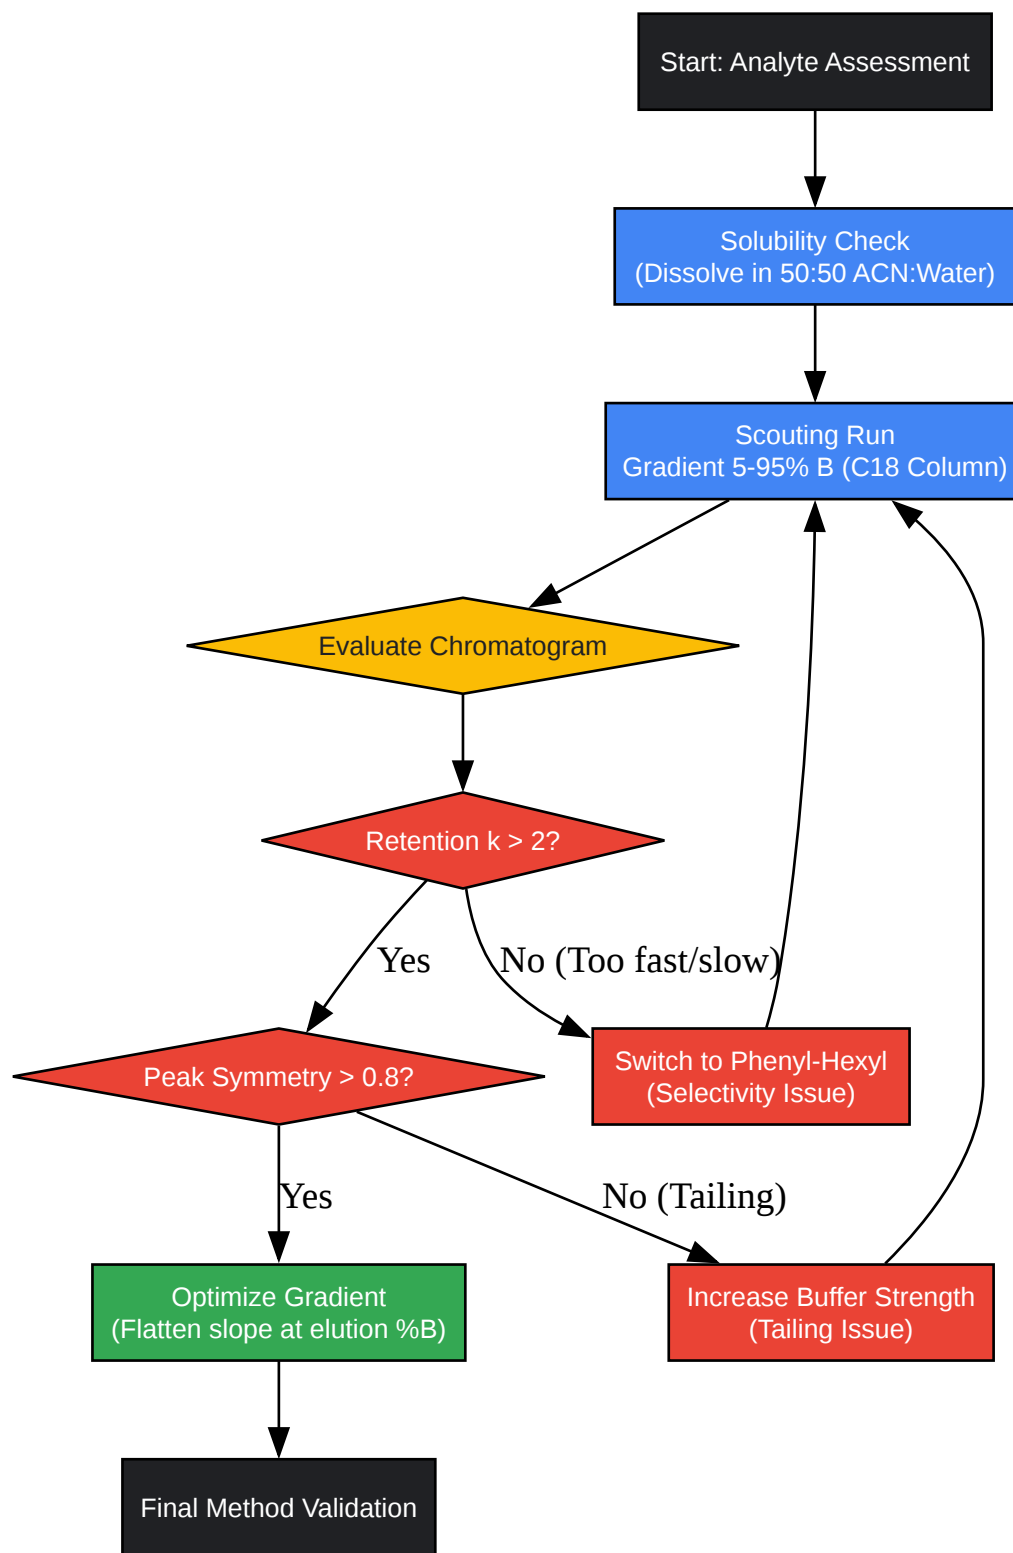 Start: Analyte Assessment
Solubility Check
(Dissolve in 50:50 ACN:Water)
Scouting Run
Gradient 5-95% B (C18 Column)
Evaluate Chromatogram
Retention k > 2?
Yes
No (Too fast/slow)
Switch to Phenyl-Hexyl
(Selectivity Issue)
Peak Symmetry > 0.8?
Yes
No (Tailing)
Optimize Gradient
(Flatten slope at elution %B)
Increase Buffer Strength
(Tailing Issue)
Final Method Validation